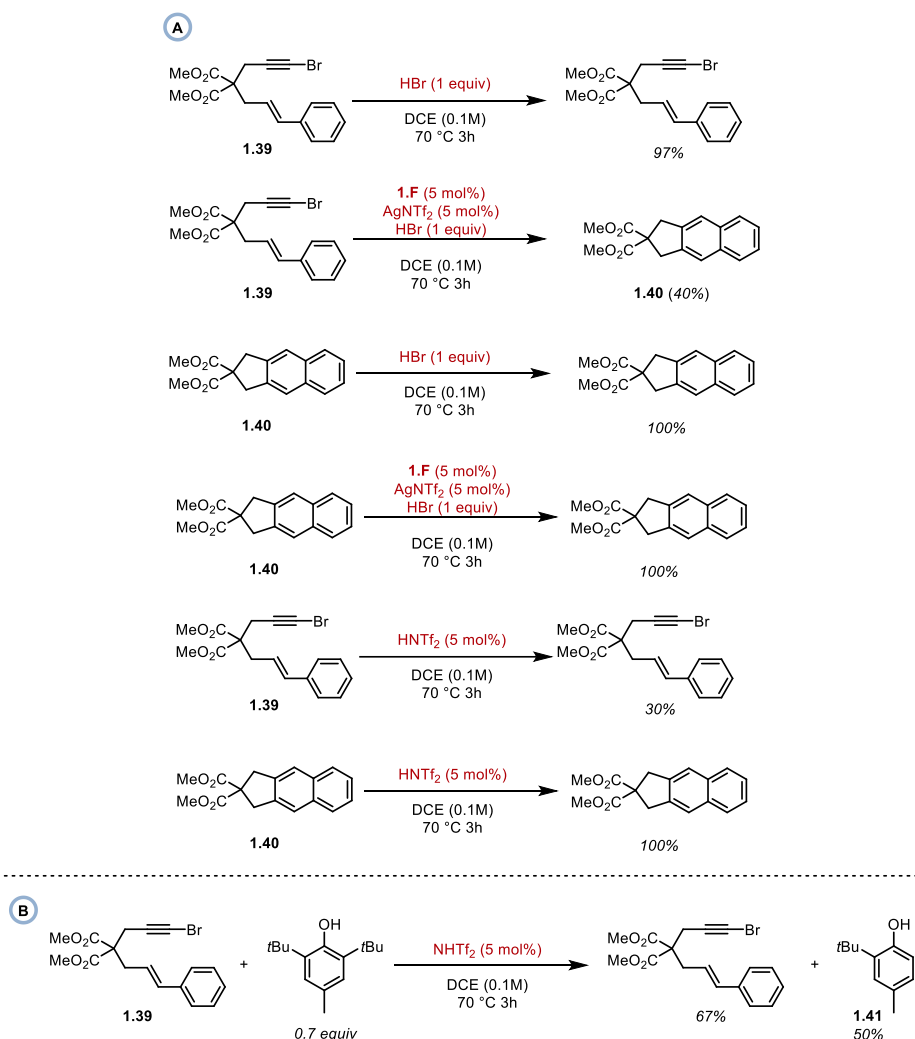 A
Br
MeO2C
MeO2C
1.39
HBr (1 equiv)
DCE (0.1M)
70 °C 3h
Br
MeO2C
MeO2C
97%
Br
MeO2C
MeO2C
1.39
1.F (5 mol%)
AgNTf2 (5 mol%)
HBr (1 equiv)
DCE (0.1M)
70 °C 3h
MeO2C
MeO2C
1.40 (40%)
MeO2C
MeO2C
1.40
HBr (1 equiv)
DCE (0.1M)
70 °C 3h
MeO2C
MeO2C
100%
MeO2C
MeO2C
1.40
1.F (5 mol%)
AgNTf2 (5 mol%)
HBr (1 equiv)
DCE (0.1M)
70 °C 3h
MeO2C
MeO2C
100%
Br
MeO2C
MeO2C
1.39
HNTf2 (5 mol%)
DCE (0.1M)
70 °C 3h
Br
MeO2C
MeO2C
30%
MeO2C
MeO2C
1.40
HNTf2 (5 mol%)
DCE (0.1M)
70 °C 3h
MeO2C
MeO2C
100%
B
Br
MeO2C
MeO2C
1.39
+
OH
tBu
tBu
0.7 equiv
NHTf2 (5 mol%)
DCE (0.1M)
70 °C 3h
Br
MeO2C
MeO2C
67%
+
OH
tBu
1.41
50%